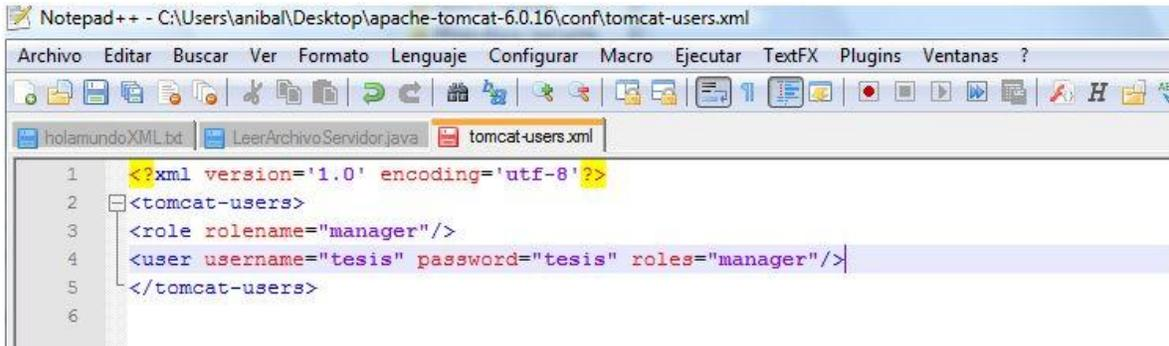 Notepad++ - C:\Users\anibal\Desktop\apache-tomcat-6.0.16\conf\tomcat-users.xml
Archivo Editar Buscar Ver Formato Lenguaje Configurar Macro Ejecutar TextFX Plugins Ventanas ?
holamundoXML.txt LeerArchivoServidor.java tomcat-users.xml
1 <?xml version='1.0' encoding='utf-8'?>
2 <tomcat-users>
3 <role rolename="manager"/>
4 <user username="tesis" password="tesis" roles="manager"/>
5 </tomcat-users>
6